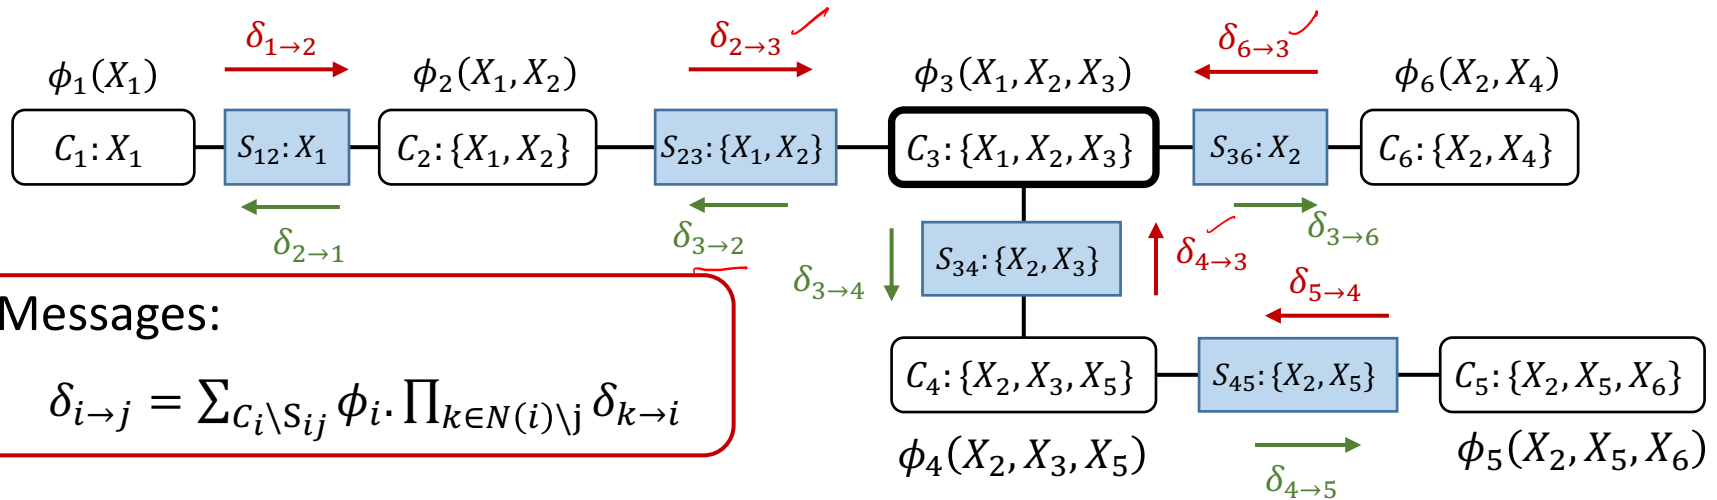 δ₁→₂ δ₂→₃ δ₆→₃
ϕ₁(X₁) ϕ₂(X₁, X₂) ϕ₃(X₁, X₂, X₃) ϕ₆(X₂, X₄)
C₁: X₁ S₁₂: X₁ C₂: {X₁, X₂} S₂₃: {X₁, X₂} C₃: {X₁, X₂, X₃} S₃₆: X₂ C₆: {X₂, X₄}
δ₂→₁ δ₃→₂ δ₃→₆
S₃₄: {X₂, X₃} δ₄→₃
δ₃→₄ δ₅→₄
Messages:
C₄: {X₂, X₃, X₅} S₄₅: {X₂, X₅} C₅: {X₂, X₅, X₆}
δᵢ→ⱼ = ∑_{Cᵢ\Sᵢⱼ} ϕᵢ. ∏_{k∈N(i)\j} δₖ→ᵢ
ϕ₄(X₂, X₃, X₅) ϕ₅(X₂, X₅, X₆)
δ₄→₅